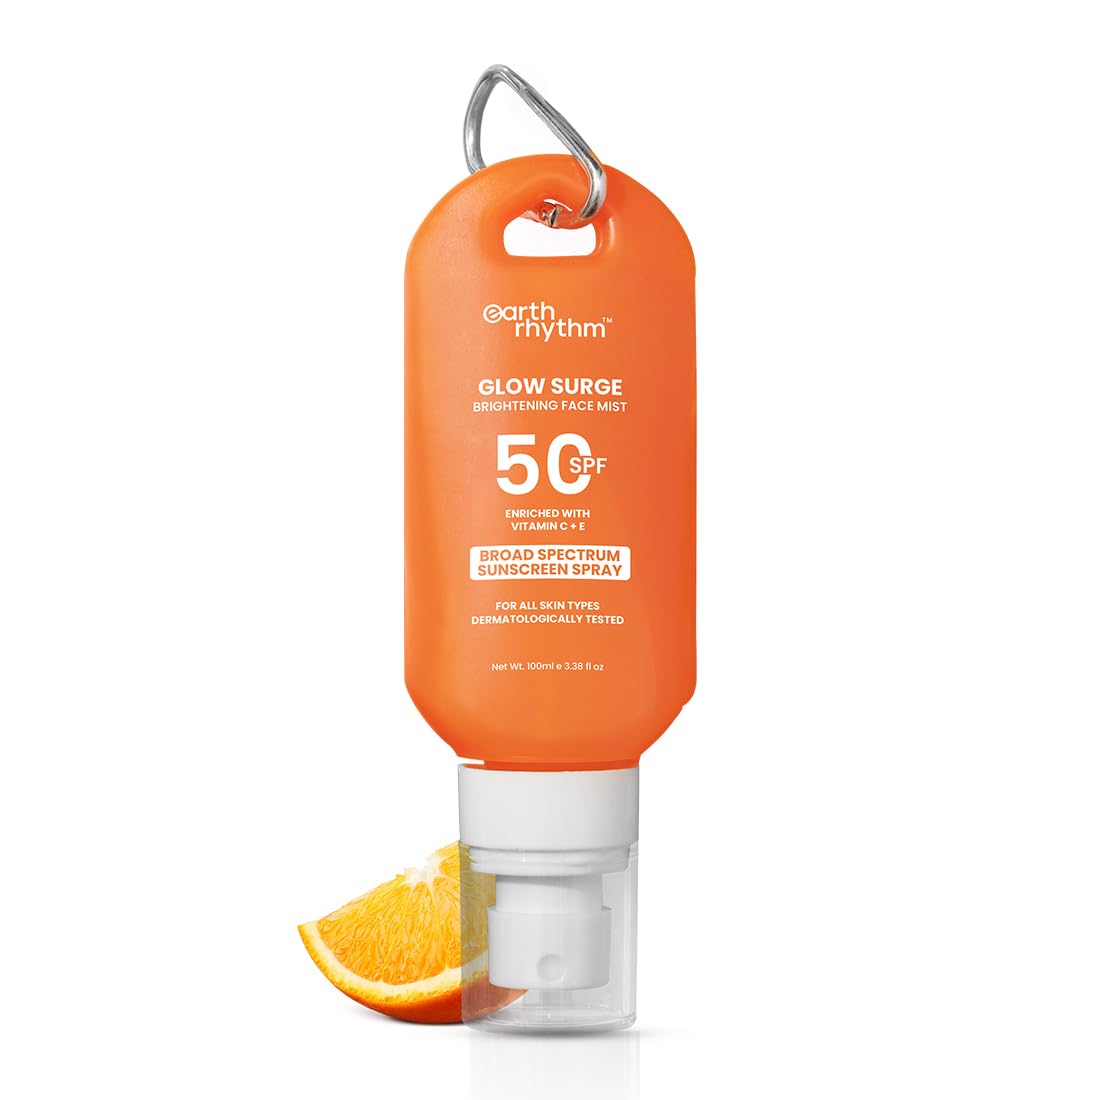 earth
rhythm™
GLOW SURGE
BRIGHTENING FACE MIST
50 SPF
ENRICHED WITH
VITAMIN C + E
BROAD SPECTRUM
SUNSCREEN SPRAY
FOR ALL SKIN TYPES
DERMATOLOGICALLY TESTED
Net Wt. 100ml e 3.38 fl oz